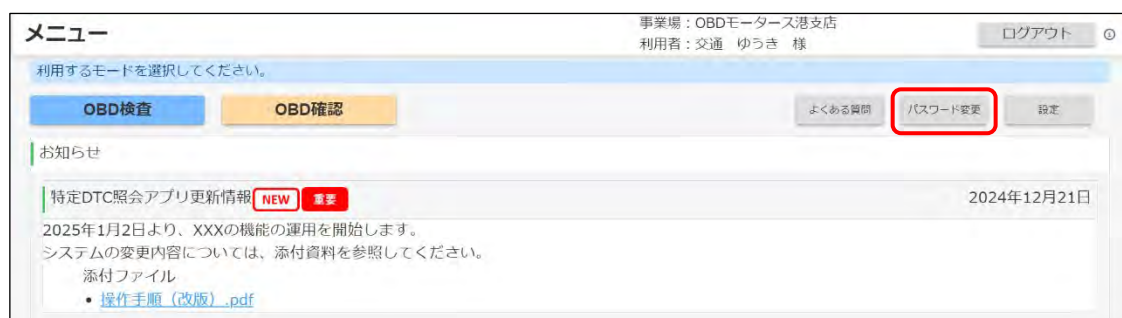 メニュー
事業場：OBDモータース港支店
利用者：交通　ゆうき　様
ログアウト
利用するモードを選択してください。
OBD検査
OBD確認
よくある質問
パスワード変更
設定
お知らせ
特定DTC照会アプリ更新情報 NEW 重要
2024年12月21日
2025年1月2日より、XXXの機能の運用を開始します。
システムの変更内容については、添付資料を参照してください。
添付ファイル
• 操作手順（改版）.pdf